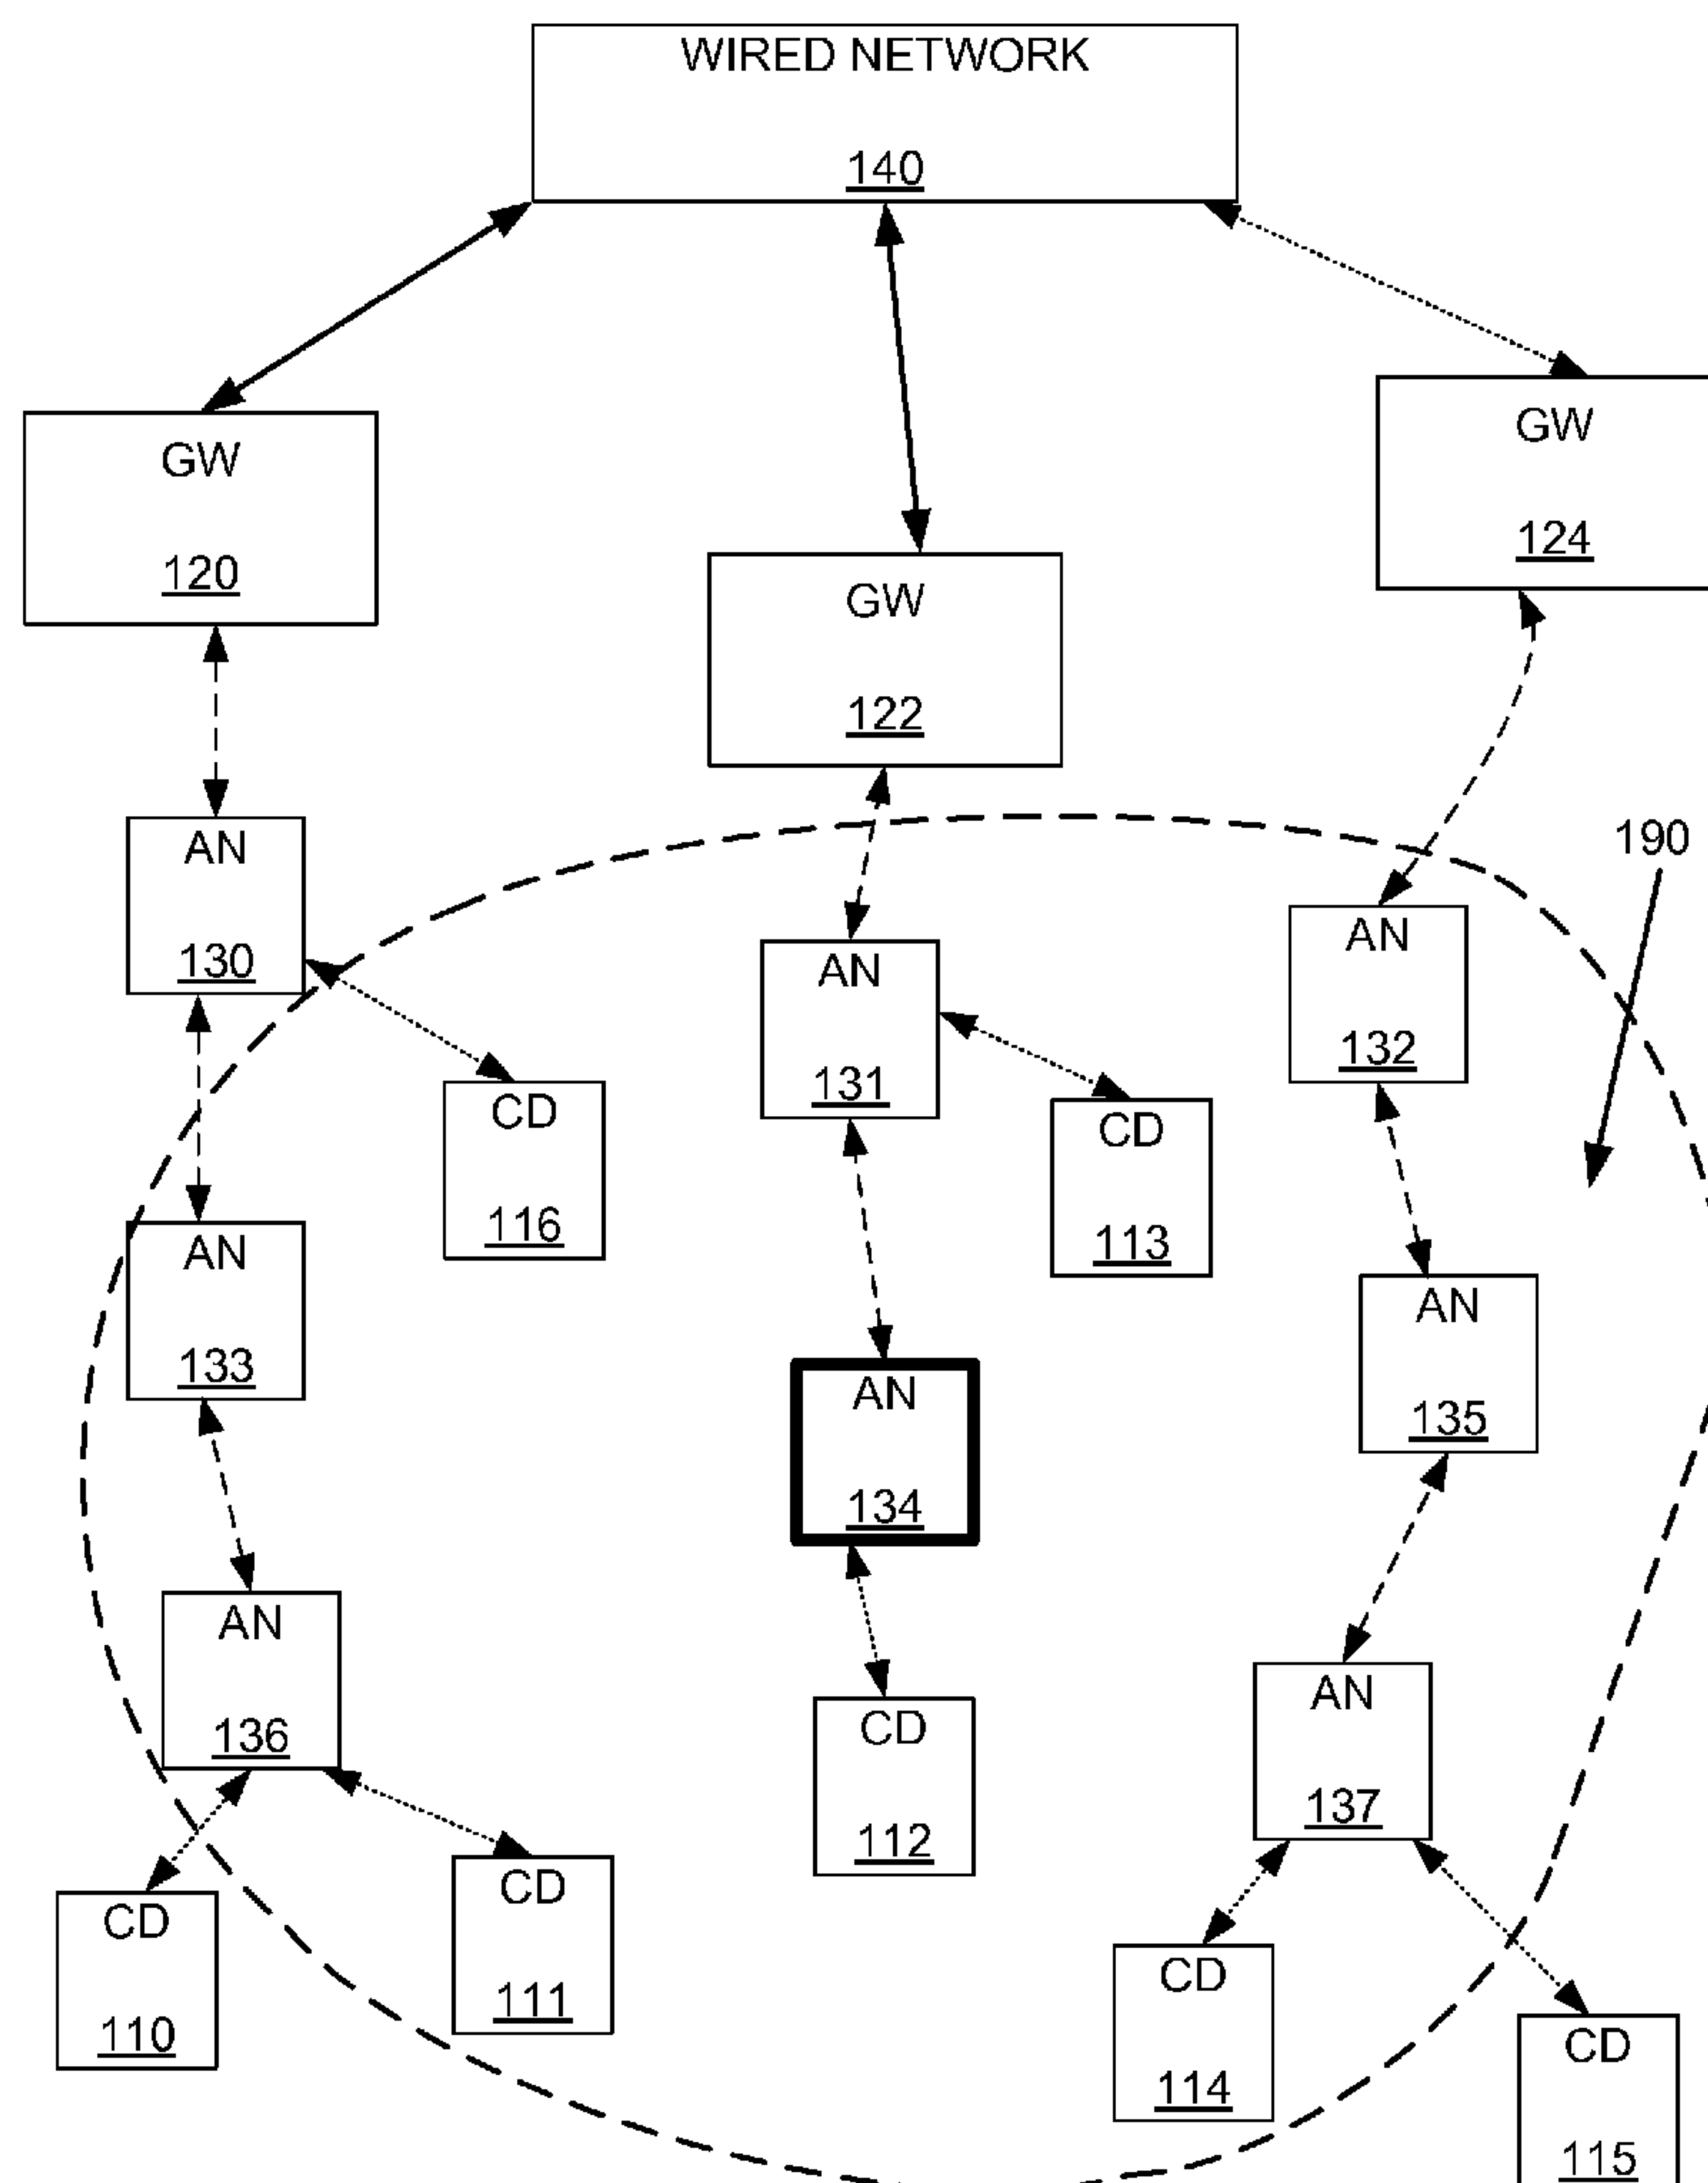 WIRED NETWORK
140
GW
120
GW
122
GW
124
AN
130
AN
131
AN
132
190
CD
116
CD
113
AN
133
AN
134
AN
135
AN
136
CD
112
AN
137
CD
110
CD
111
CD
114
CD
115